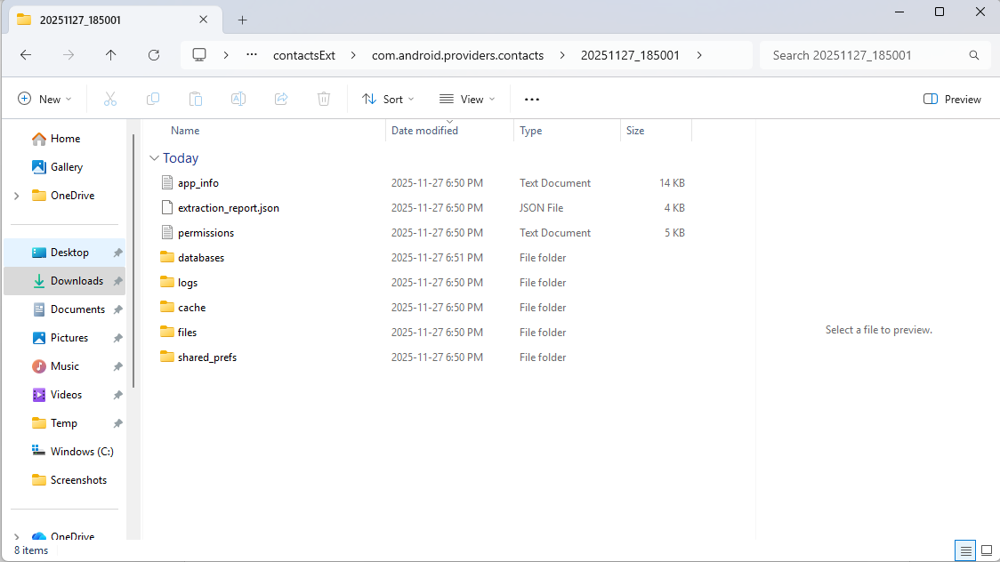 20251127_185001
contactsExt
com.android.providers.contacts
20251127_185001
Search 20251127_185001
New
Sort
View
Preview
Home
Gallery
OneDrive
Desktop
Downloads
Documents
Pictures
Music
Videos
Temp
Windows (C:)
Screenshots
OneDrive
Name Date modified Type Size
Today
app_info 2025-11-27 6:50 PM Text Document 14 KB
extraction_report.json 2025-11-27 6:50 PM JSON File 4 KB
permissions 2025-11-27 6:50 PM Text Document 5 KB
databases 2025-11-27 6:51 PM File folder
logs 2025-11-27 6:50 PM File folder
cache 2025-11-27 6:50 PM File folder
files 2025-11-27 6:50 PM File folder
shared_prefs 2025-11-27 6:50 PM File folder
Select a file to preview.
8 items